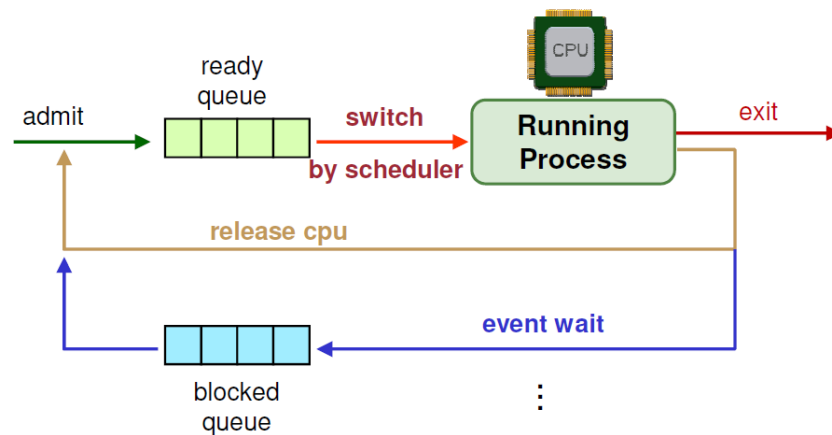 CPU
ready
queue
admit
switch
by scheduler
Running
Process
exit
release cpu
event wait
blocked
queue
⋮